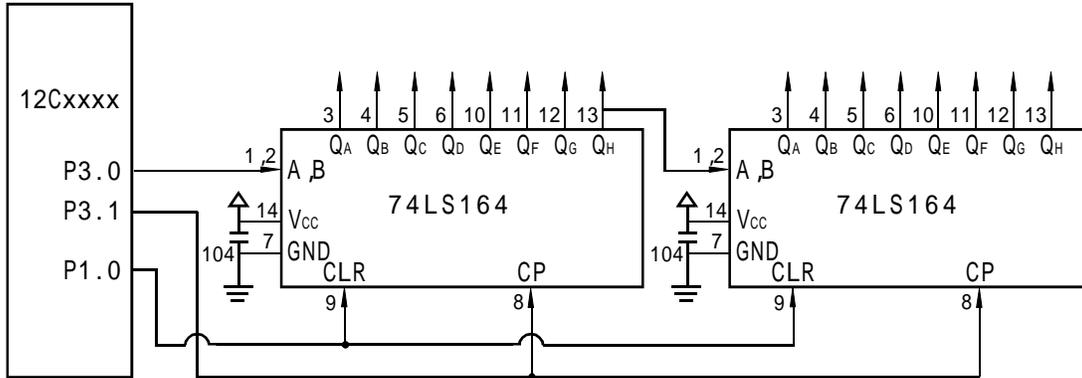 12Cxxxx
P3.0
P3.1
P1.0
3 4 5 6 10 11 12 13
QA QB QC QD QE QF QG QH
1,2
A,B
74LS164
14
VCC
7
GND
104
CLR
CP
9
8
3 4 5 6 10 11 12 13
QA QB QC QD QE QF QG QH
1,2
A,B
74LS164
14
VCC
7
GND
104
CLR
CP
9
8